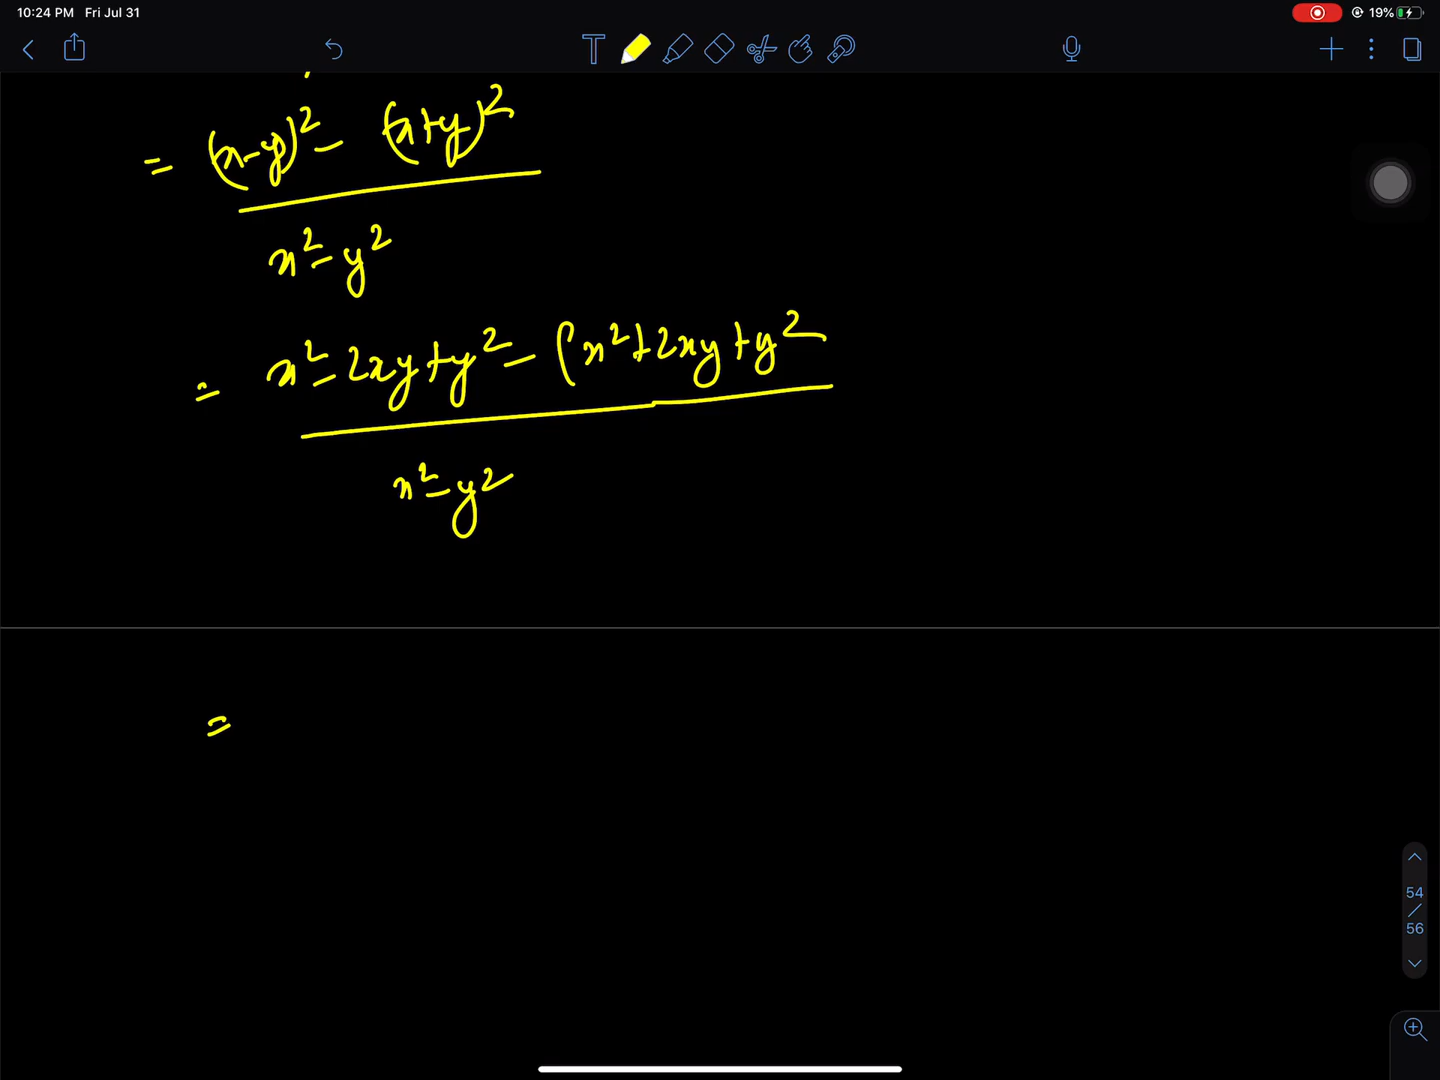 10:24 PM Fri Jul 31 19%
T
= (x-y)² - (x+y)²
x² - y²
= x² - 2xy + y² - (x² + 2xy + y²
x² - y²
=
54
/
56